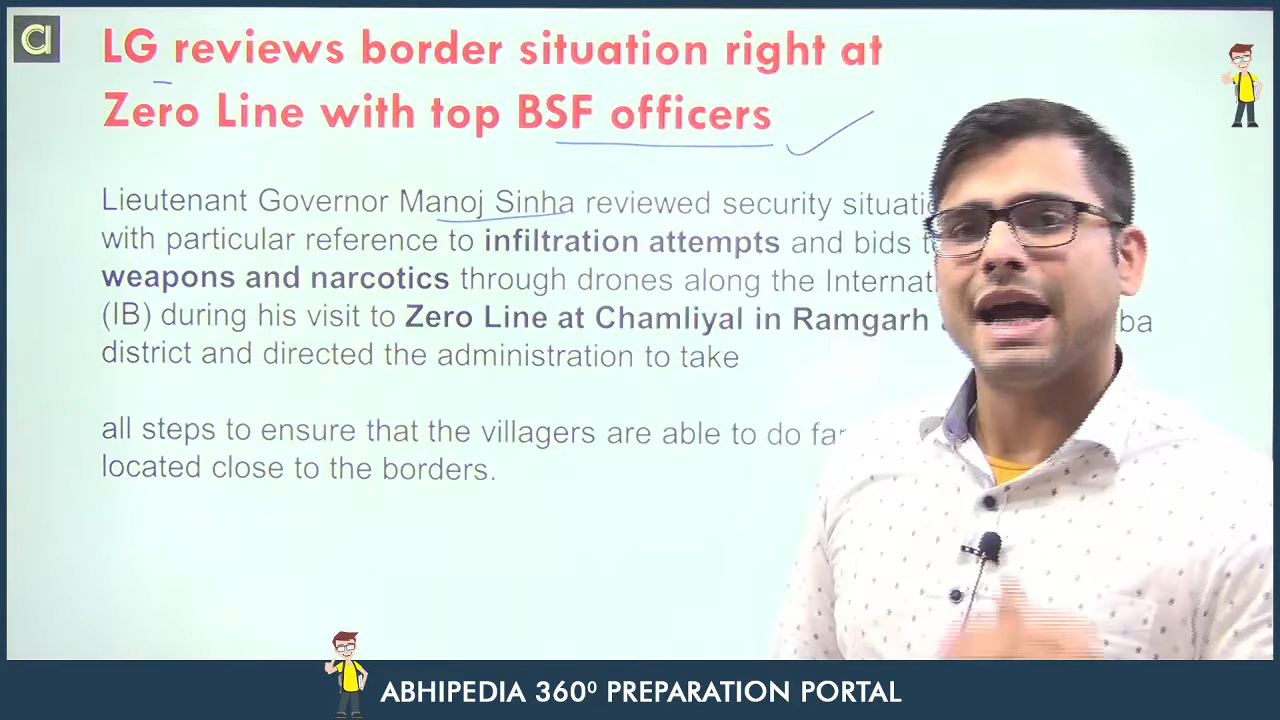 LG reviews border situation right at
Zero Line with top BSF officers
Lieutenant Governor Manoj Sinha reviewed security
with particular reference to infiltration attempts and bids
weapons and narcotics through drones along the
(IB) during his visit to Zero Line at Chamliyal in Ramgarh
district and directed the administration to take
all steps to ensure that the villagers are able to do
located close to the borders.
ABHIPEDIA 360⁰ PREPARATION PORTAL